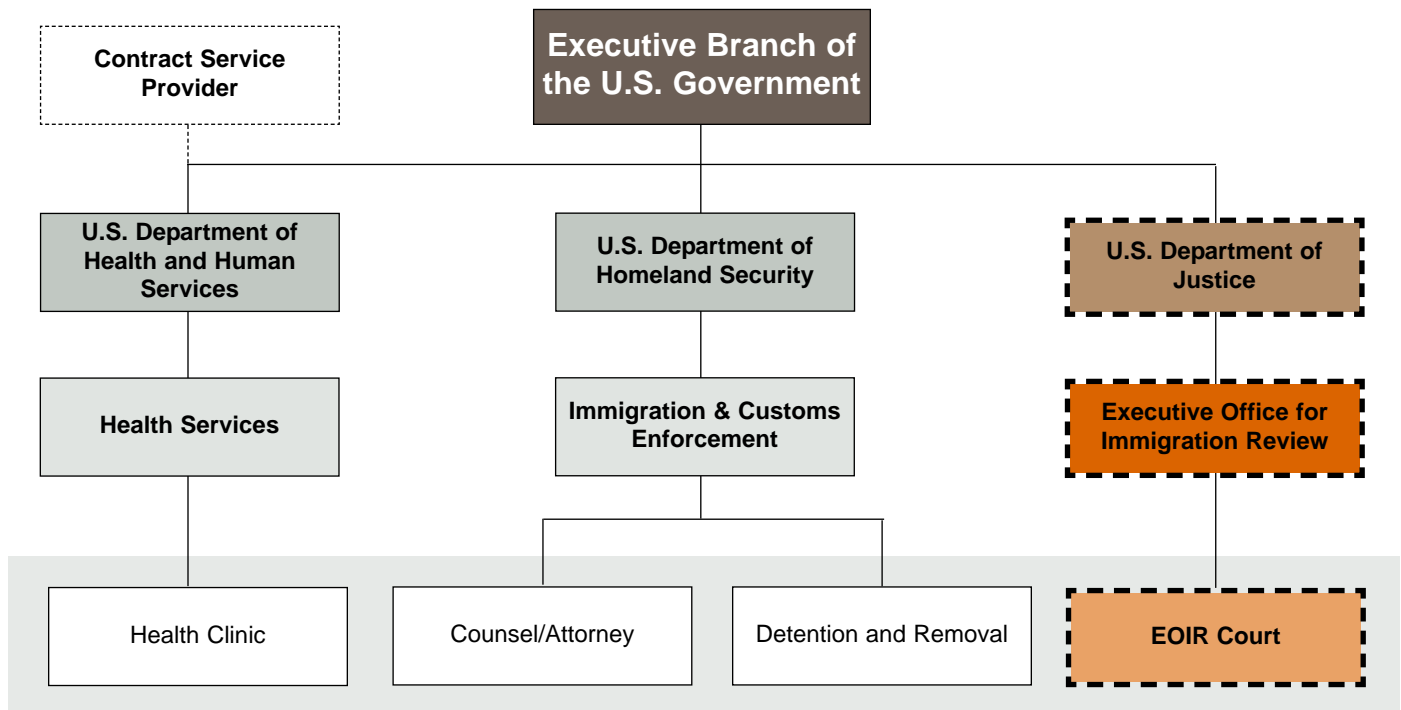 Contract Service
Provider
Executive Branch of
the U.S. Government
U.S. Department of
Health and Human
Services
U.S. Department of
Homeland Security
U.S. Department of
Justice
Health Services
Immigration & Customs
Enforcement
Executive Office for
Immigration Review
Health Clinic
Counsel/Attorney
Detention and Removal
EOIR Court